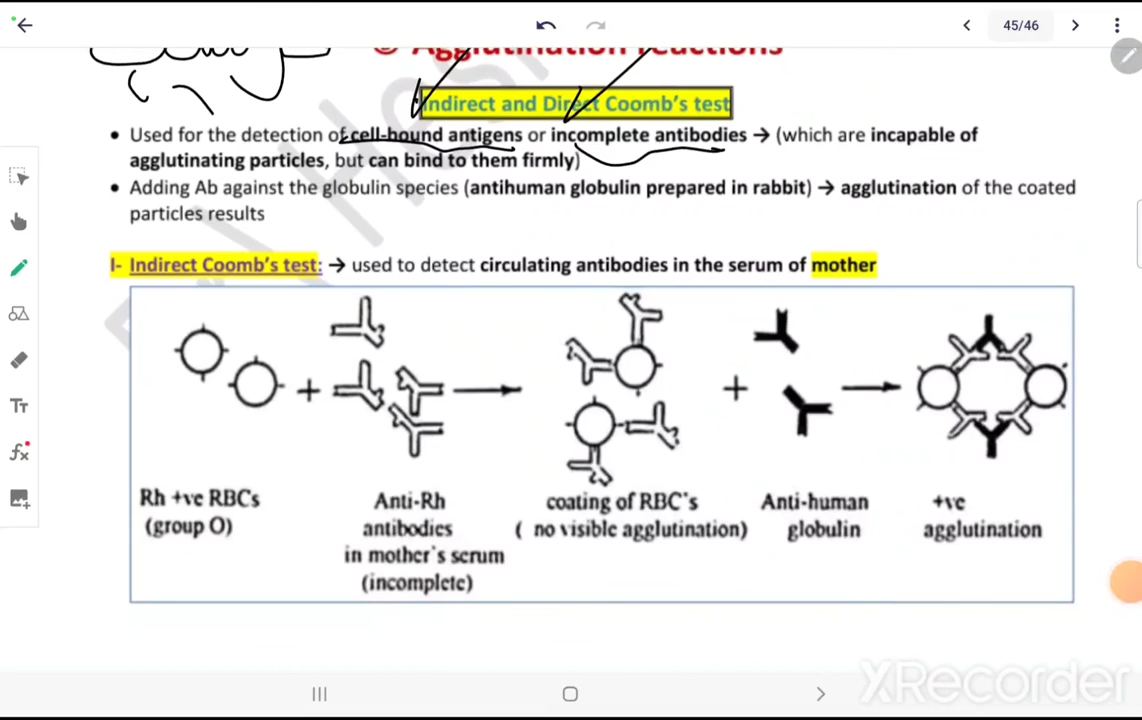 45/46
Agglutination reactions
Indirect and Direct Coomb's test
• Used for the detection of cell-bound antigens or incomplete antibodies → (which are incapable of
agglutinating particles, but can bind to them firmly)
• Adding Ab against the globulin species (antihuman globulin prepared in rabbit) → agglutination of the coated
particles results
I- Indirect Coomb's test: → used to detect circulating antibodies in the serum of mother
Rh +ve RBCs
(group O)
Anti-Rh
antibodies
in mother's serum
(incomplete)
coating of RBC's
( no visible agglutination)
Anti-human
globulin
+ve
agglutination
Tт
fx
XRecorder